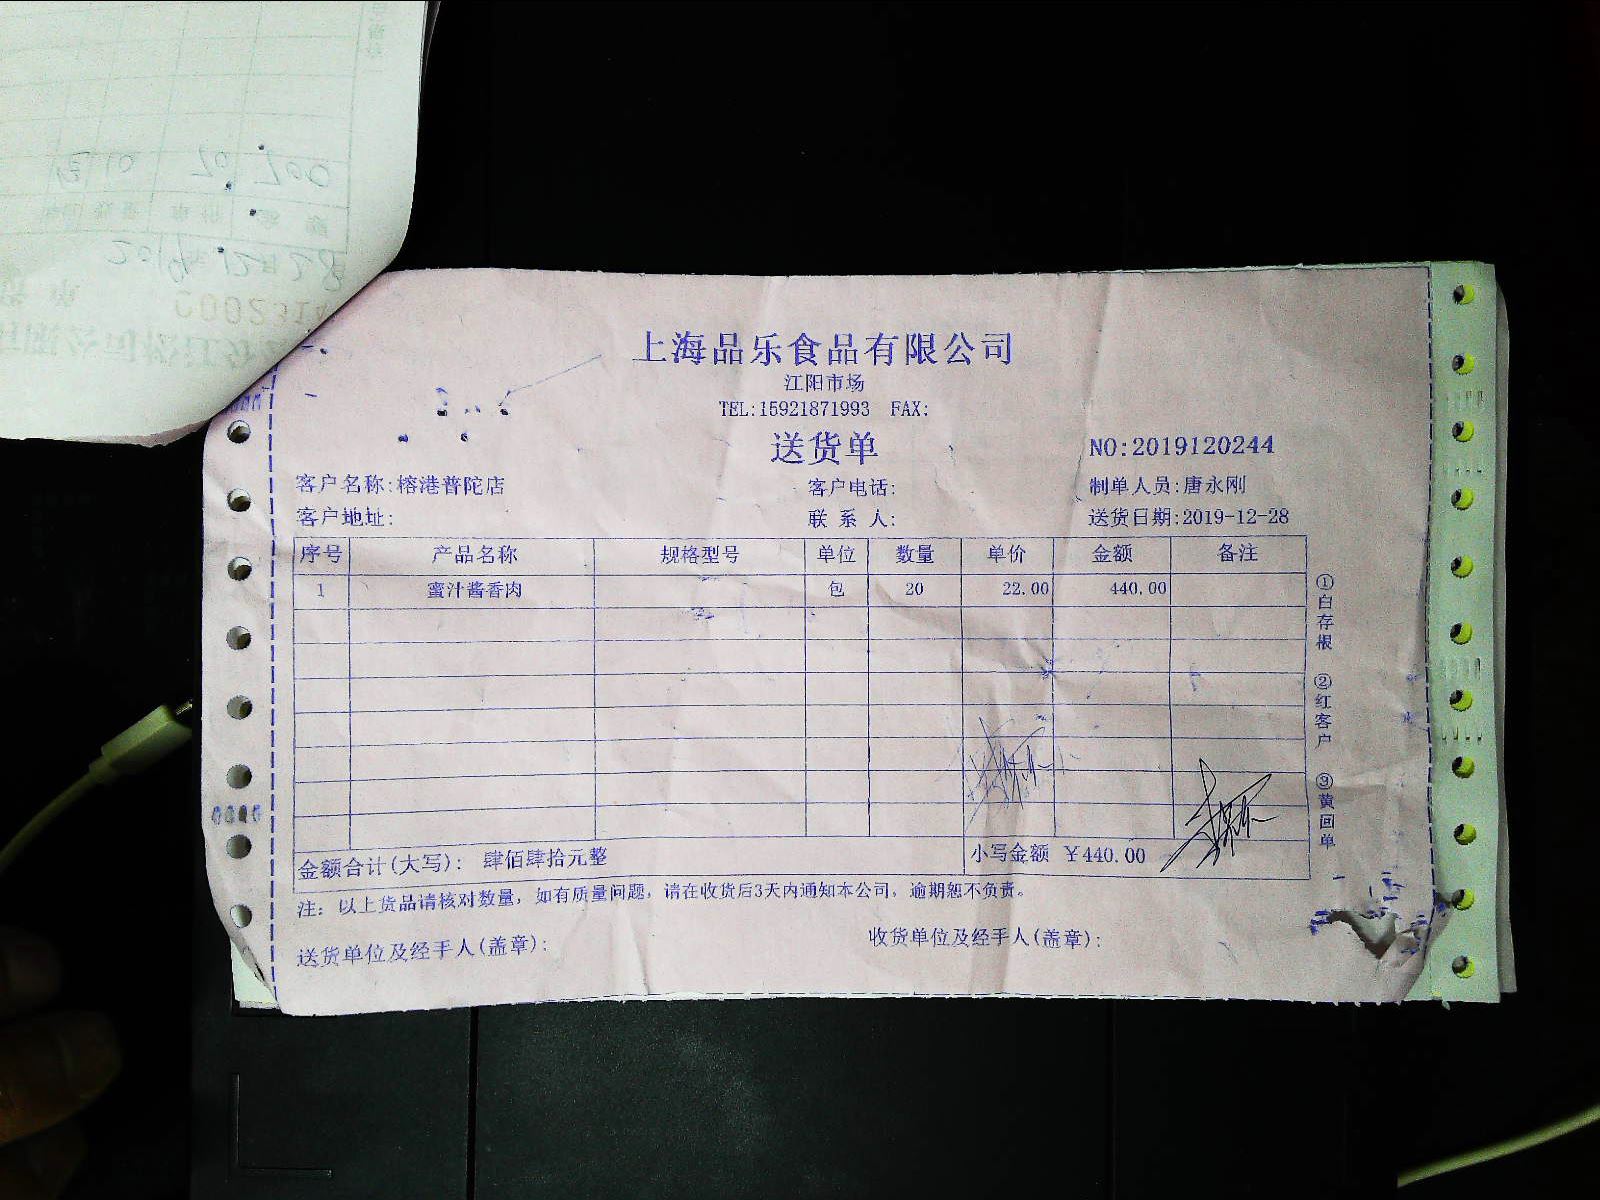 上海品乐食品有限公司
江阳市场
TEL:15921871993 FAX:
送货单
NO:2019120244
客户名称:榕港普陀店 客户电话: 制单人员:唐永刚
客户地址: 联 系 人: 送货日期:2019-12-28
序号 产品名称 规格型号 单位 数量 单价 金额 备注
1 蜜汁酱香肉 包 20 22.00 440.00
金额合计(大写): 肆佰肆拾元整 小写金额 ￥440.00
注: 以上货品请核对数量, 如有质量问题, 请在收货后3天内通知本公司, 逾期恕不负责。
送货单位及经手人(盖章): 收货单位及经手人(盖章):
①白存根 ②红客户 ③黄回单